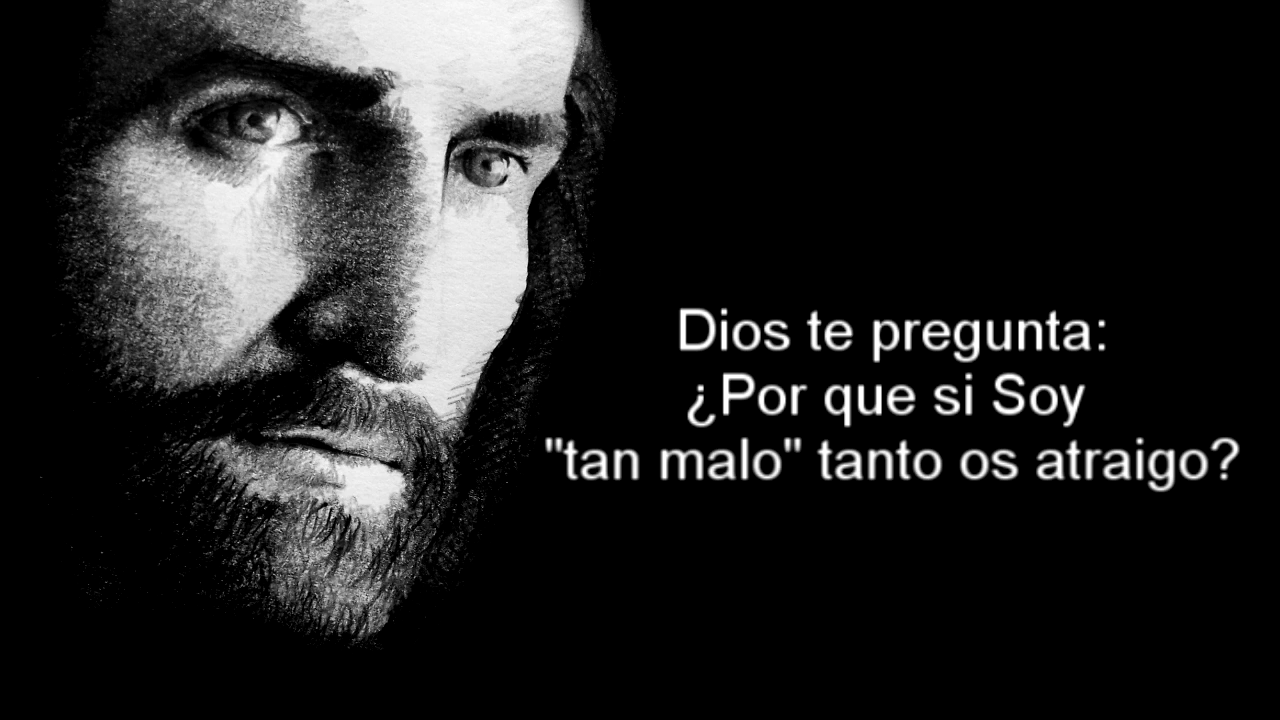 Dios te pregunta:
¿Por que si Soy
"tan malo" tanto os atraigo?